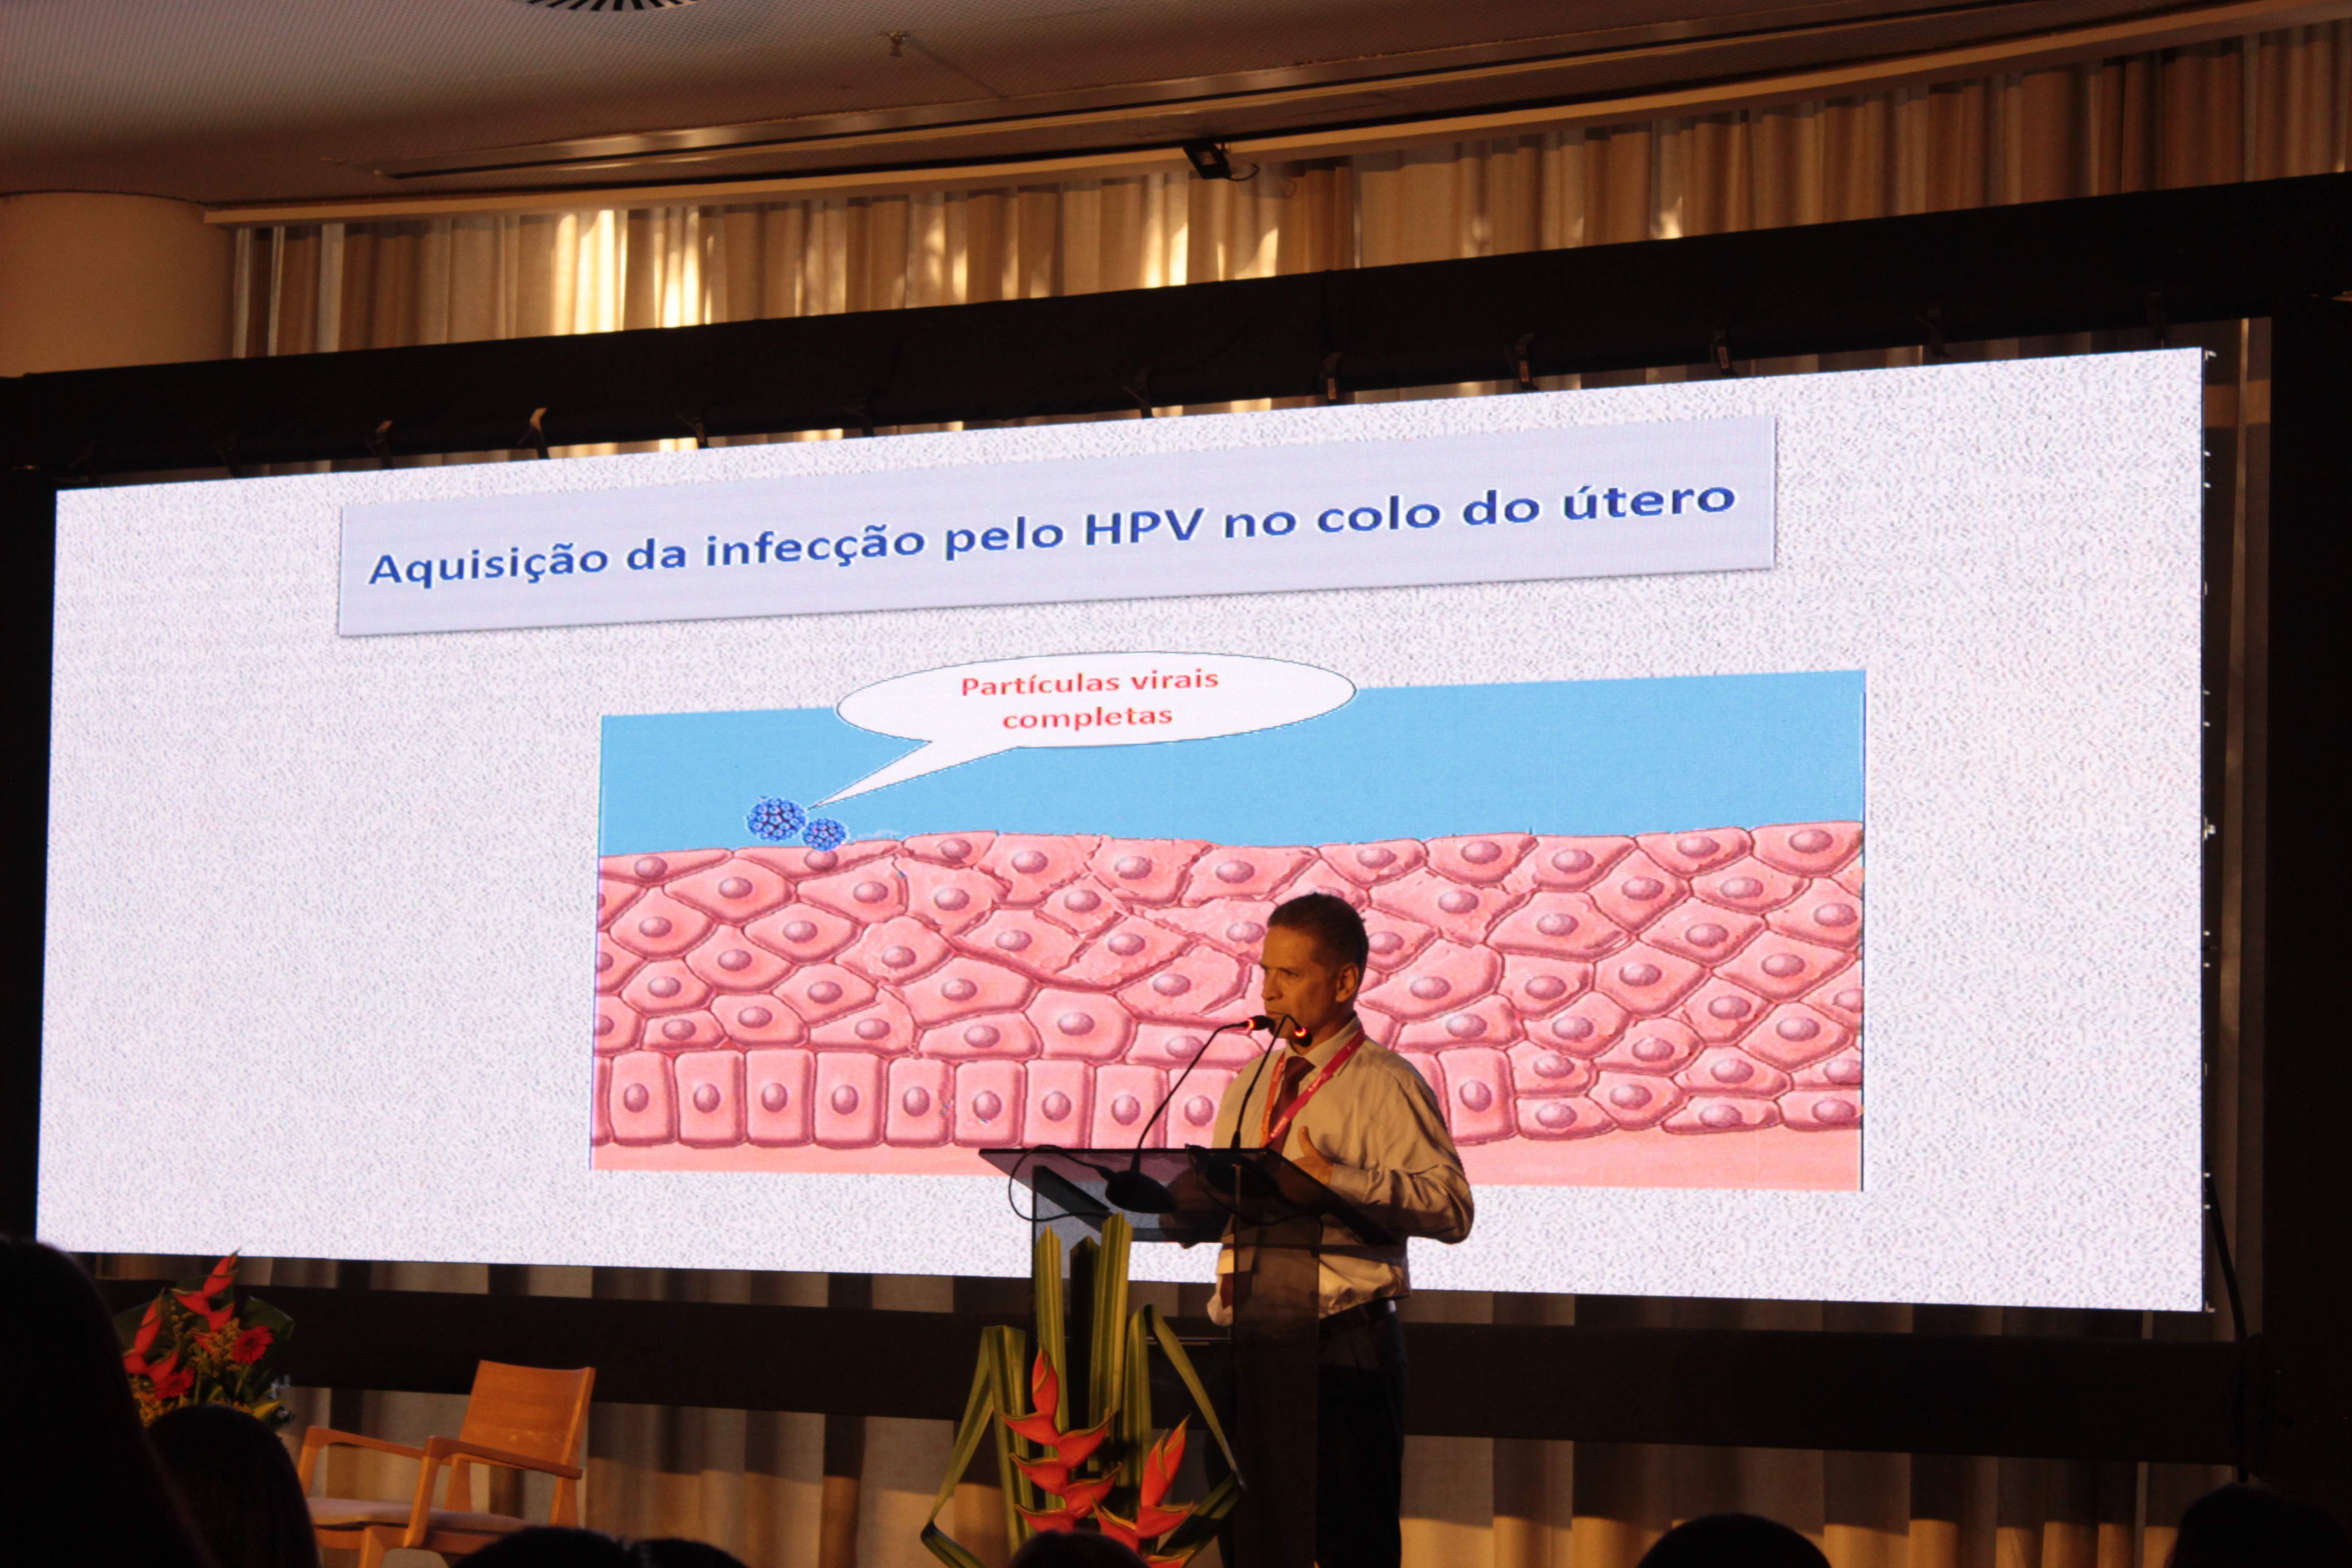 Aquisição da infecção pelo HPV no colo do útero
Partículas virais
completas